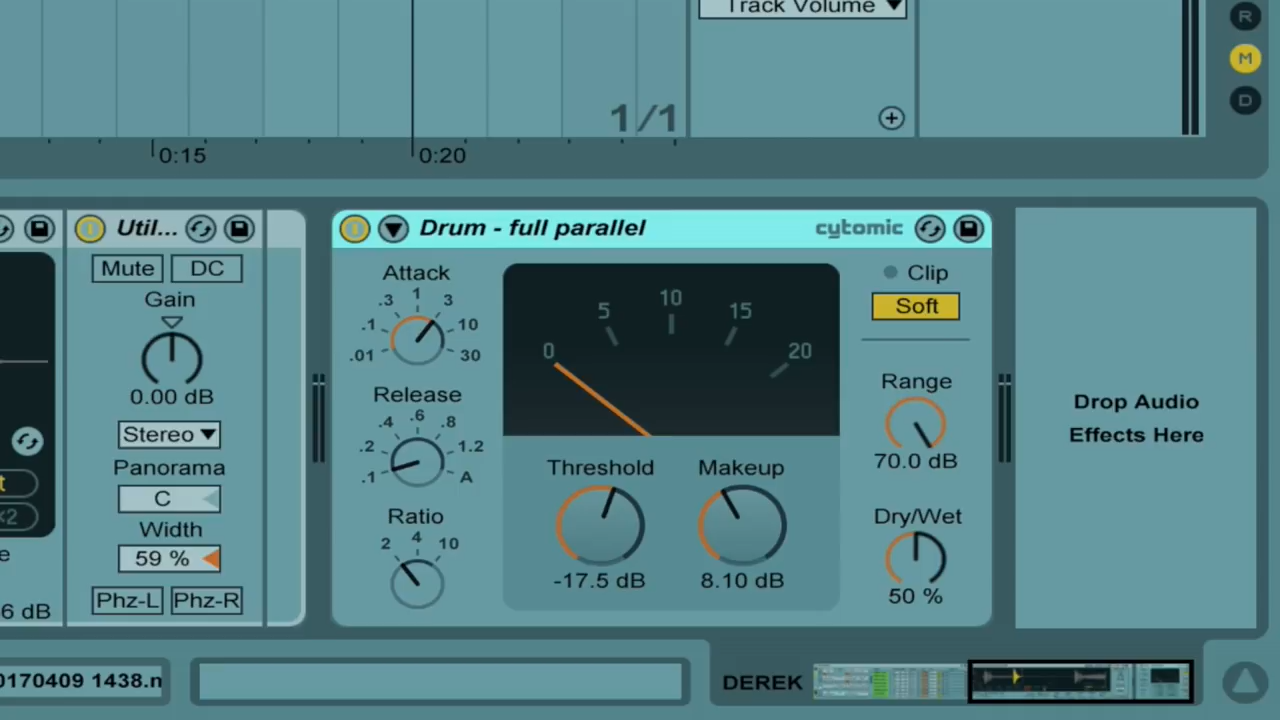 Track Volume
R
M
1/1
D
0:15
0:20
Util...
Drum - full parallel
cytomic
Mute
DC
Gain
0.00 dB
Stereo
Panorama
C
Width
59 %
Phz-L
Phz-R
6 dB
Attack
.01
.1
.3
1
3
10
30
Release
.1
.2
.4
.6
.8
1.2
A
Ratio
2
4
10
0
5
10
15
20
Threshold
-17.5 dB
Makeup
8.10 dB
Clip
Soft
Range
70.0 dB
Dry/Wet
50 %
Drop Audio
Effects Here
0170409 1438.
DEREK